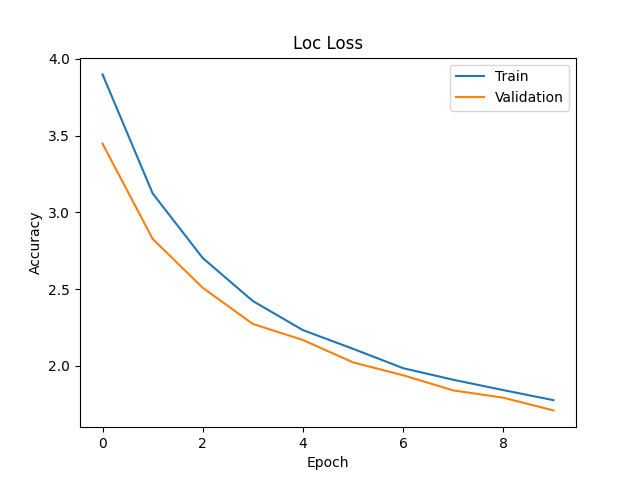 Loc Loss
Train
Validation
4.0
3.5
3.0
2.5
2.0
Accuracy
0 2 4 6 8
Epoch